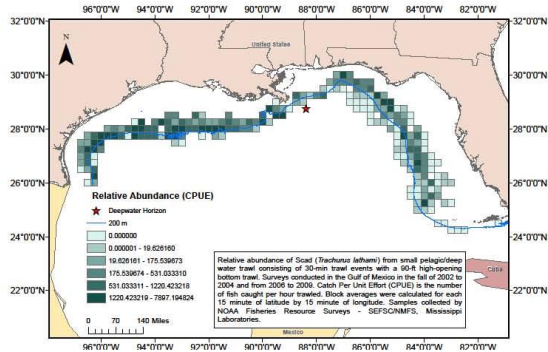 96°0'0"W 94°0'0"W 92°0'0"W 90°0'0"W 88°0'0"W 86°0'0"W 84°0'0"W 82°0'0"W
32°0'0"N 32°0'0"N
N
United States
30°0'0"N 30°0'0"N
28°0'0"N 28°0'0"N
26°0'0"N 26°0'0"N
24°0'0"N 24°0'0"N
22°0'0"N 22°0'0"N
Relative Abundance (CPUE)
Deepwater Horizon
200 m
0.000000
0.000001 - 19.626160
19.626161 - 175.539673
175.539674 - 531.033310
531.033311 - 1220.423218
1220.423219 - 7897.194824
0 70 140 Miles
Relative abundance of Scad (Trachurus lathami) from small pelagic/deep
water trawl consisting of 30-min trawl events with a 90-ft high-opening
bottom trawl. Surveys conducted in the Gulf of Mexico in the fall of 2002 to
2004 and from 2006 to 2009. Catch Per Unit Effort (CPUE) is the number
of fish caught per hour trawled. Block averages were calculated for each
15 minute of latitude by 15 minute of longitude. Samples collected by
NOAA Fisheries Resource Surveys - SEFSC/NMFS, Mississippi
Laboratories.
Cuba
Mexico
96°0'0"W 94°0'0"W 92°0'0"W 90°0'0"W 88°0'0"W 86°0'0"W 84°0'0"W 82°0'0"W